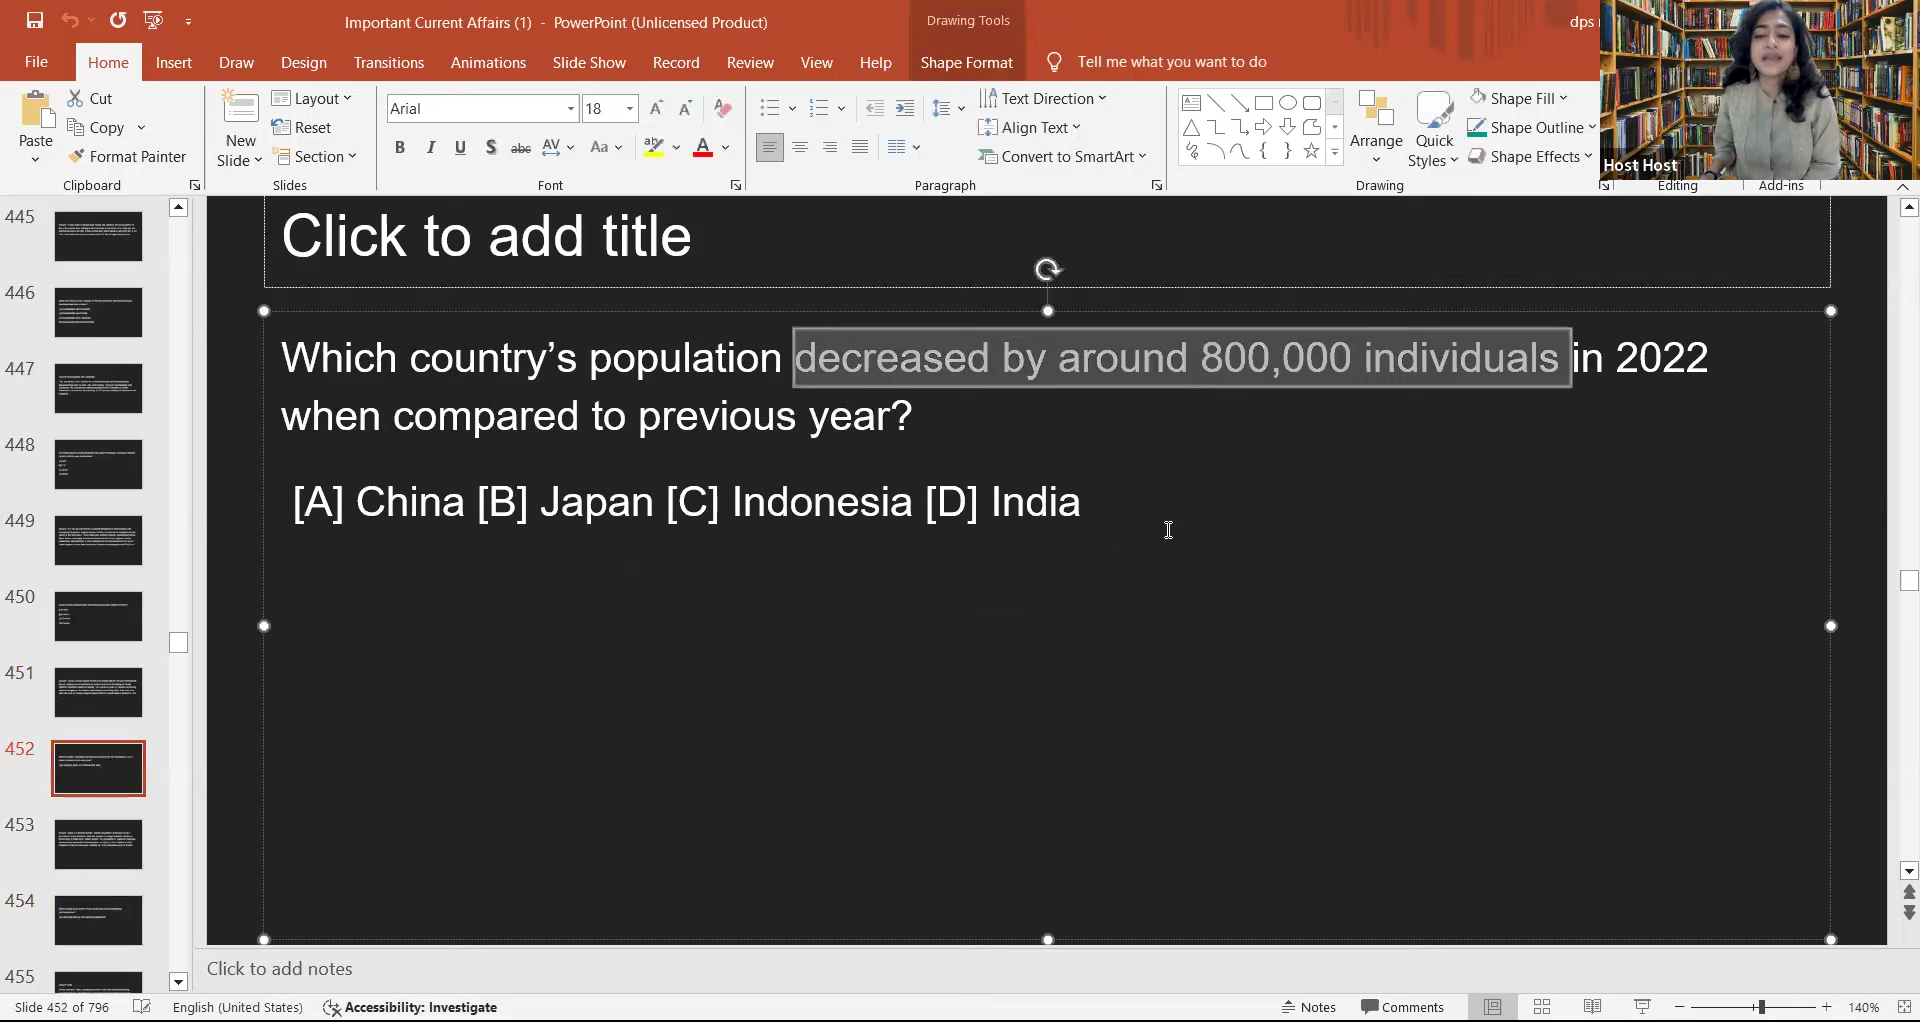 Important Current Affairs (1) - PowerPoint (Unlicensed Product)
Drawing Tools
dps
File
Home
Insert
Draw
Design
Transitions
Animations
Slide Show
Record
Review
View
Help
Shape Format
Tell me what you want to do
Paste
Cut
Copy
Format Painter
Clipboard
New
Slide
Layout
Reset
Section
Slides
Arial
18
B I U S abc AV Aa A
Font
Text Direction
Align Text
Convert to SmartArt
Paragraph
Arrange
Quick
Styles
Shape Fill
Shape Outline
Shape Effects
Drawing
Editing
Add-ins
Host Host
445
446
447
448
449
450
451
452
453
454
455
Click to add title
Which country’s population decreased by around 800,000 individuals in 2022
when compared to previous year?
[A] China [B] Japan [C] Indonesia [D] India
Click to add notes
Slide 452 of 796
English (United States)
Accessibility: Investigate
Notes
Comments
140%